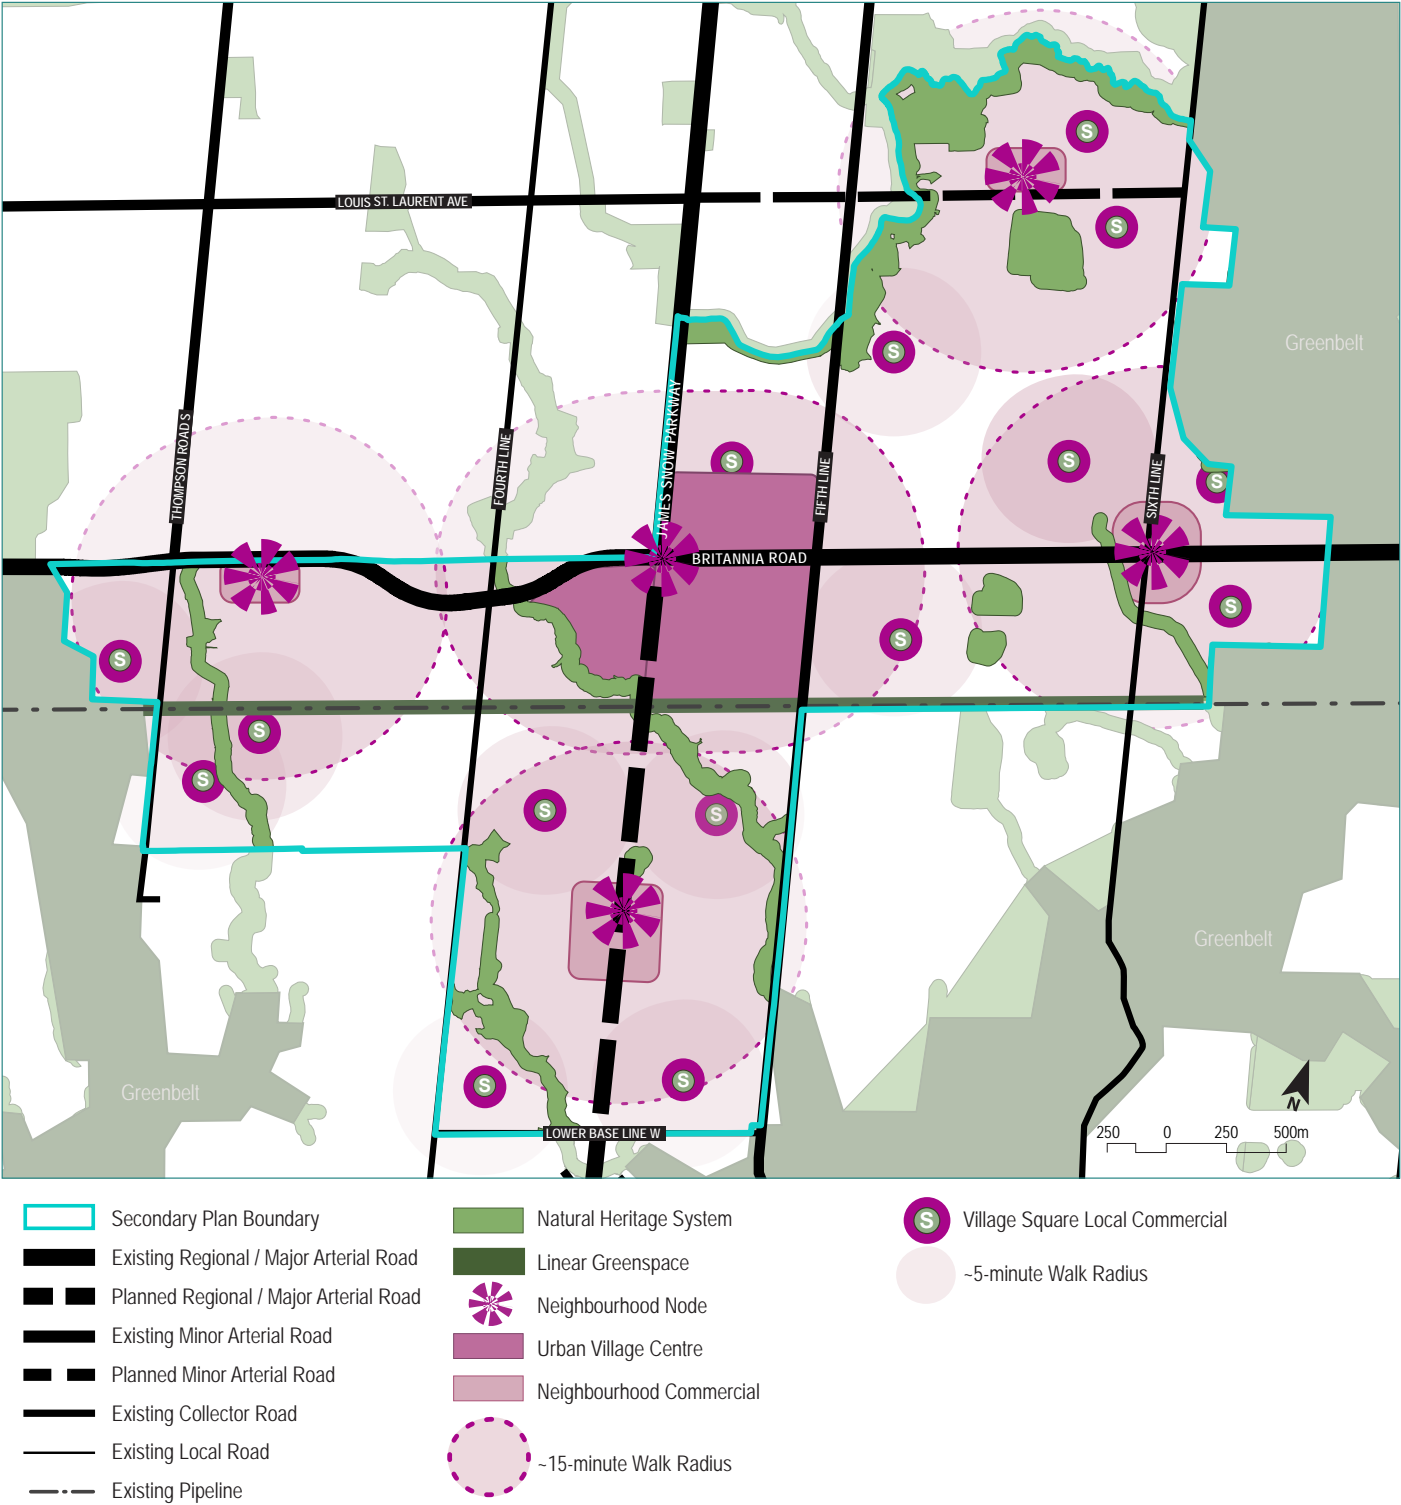 LOUIS ST. LAURENT AVE
S
S
Greenbelt
S
THOMPSON ROAD S
FOURTH LINE
JAMES SNOW PARKWAY
FIFTH LINE
SIXTH LINE
S
S
S
BRITANNIA ROAD
S
S
S
S
S
S
S
Greenbelt
Greenbelt
S
S
LOWER BASE LINE W
N
250 0 250 500m
Secondary Plan Boundary
Existing Regional / Major Arterial Road
Planned Regional / Major Arterial Road
Existing Minor Arterial Road
Planned Minor Arterial Road
Existing Collector Road
Existing Local Road
Existing Pipeline
Natural Heritage System
Linear Greenspace
Neighbourhood Node
Urban Village Centre
Neighbourhood Commercial
~15-minute Walk Radius
S Village Square Local Commercial
~5-minute Walk Radius